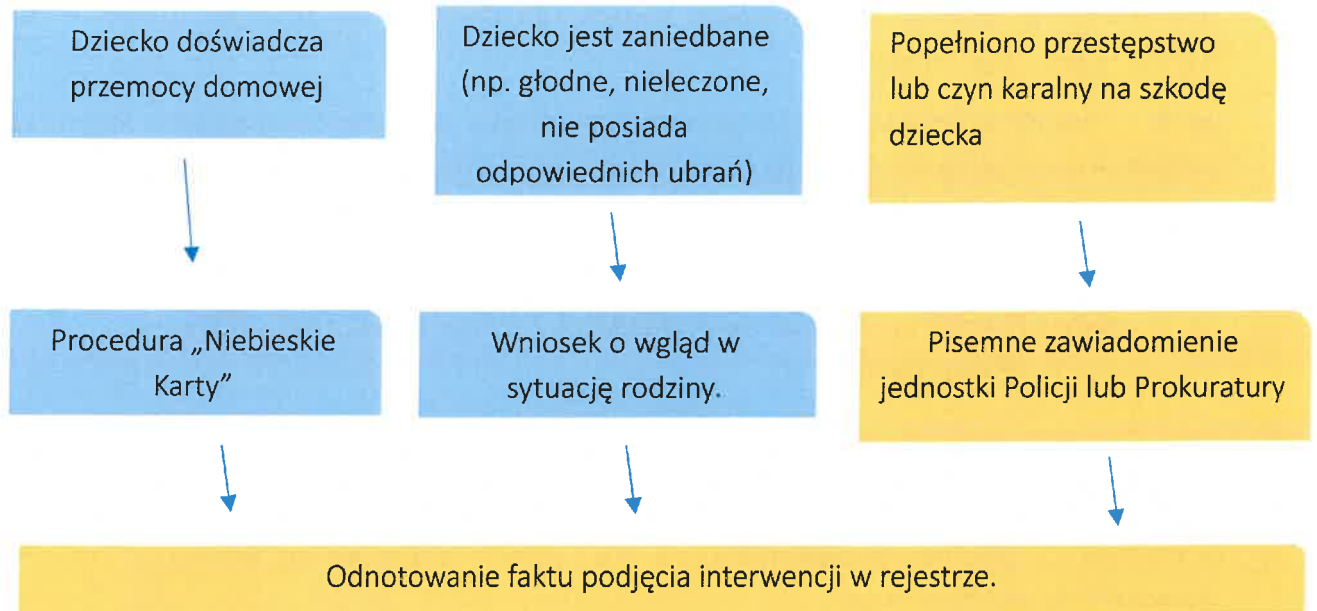 Dziecko doświadcza
przemocy domowej
Dziecko jest zaniedbane
(np. głodne, nieleczone,
nie posiada
odpowiednich ubrań)
Popełniono przestępstwo
lub czyn karalny na szkodę
dziecka
Procedura „Niebieskie
Karty”
Wniosek o wgląd w
sytuację rodziny.
Pisemne zawiadomienie
jednostki Policji lub Prokuratury
Odnotowanie faktu podjęcia interwencji w rejestrze.